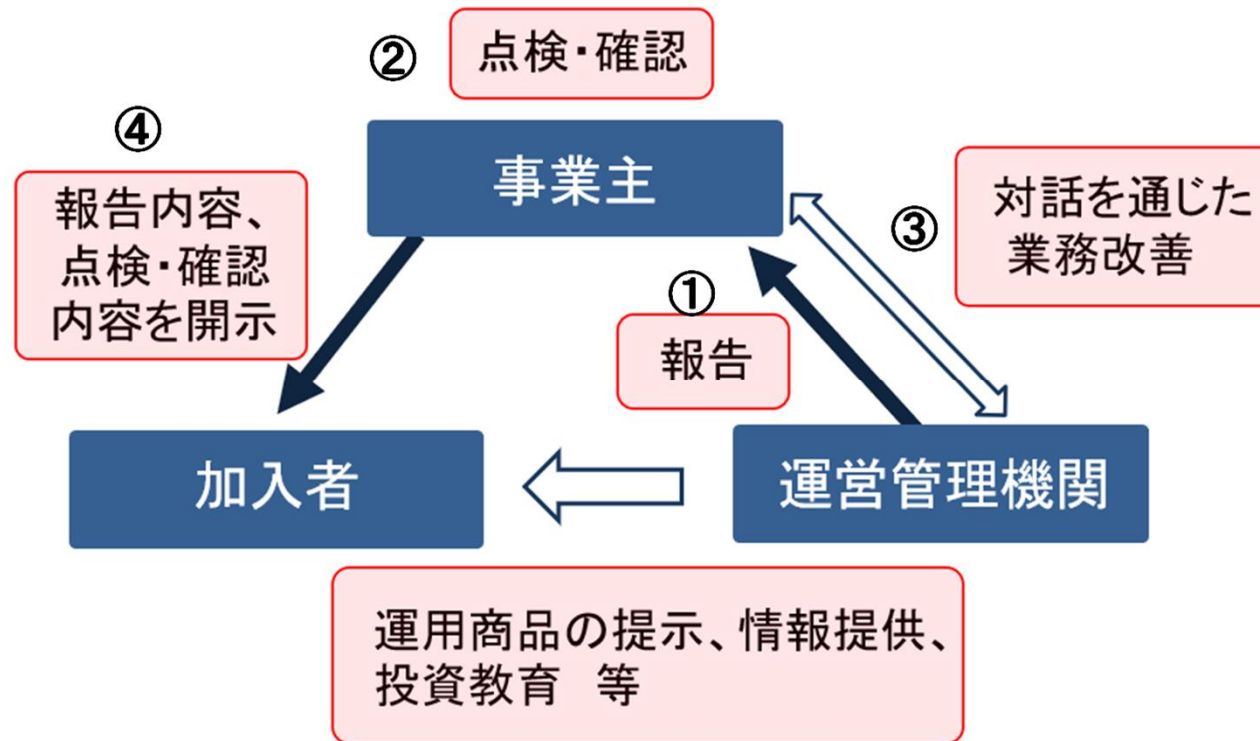 ②
点検・確認
④
事業主
報告内容、
点検・確認
内容を開示
③
対話を通じた
業務改善
①
報告
加入者
運営管理機関
運用商品の提示、情報提供、
投資教育　等